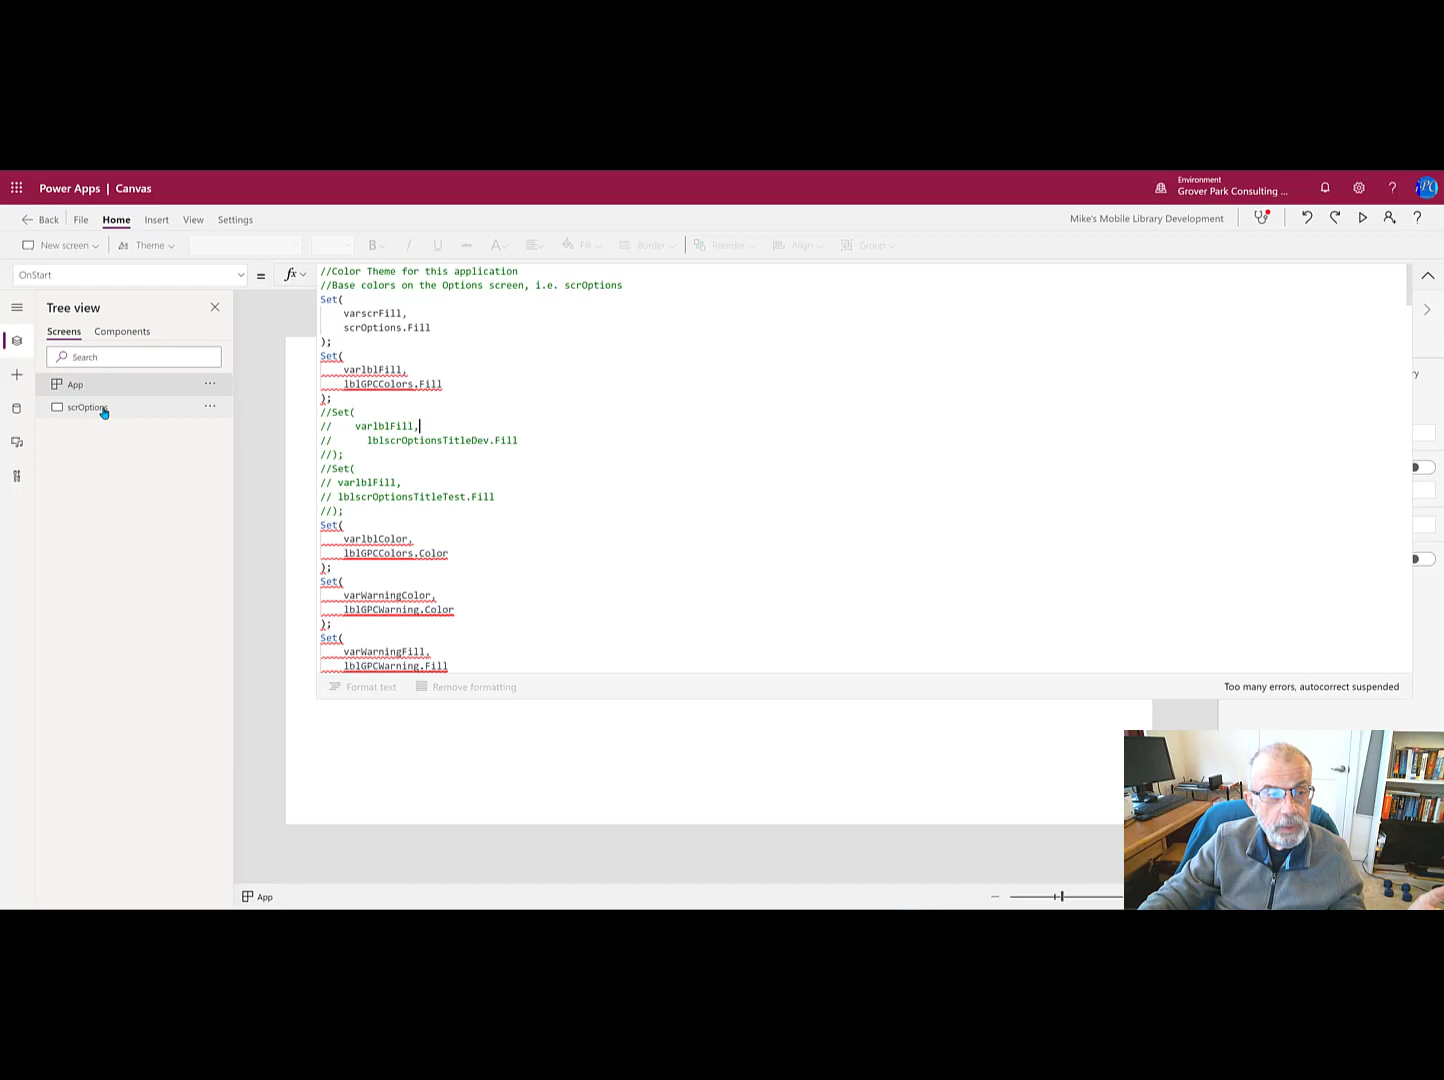 Power Apps | Canvas
Environment
Grover Park Consulting ...
Back File Home Insert View Settings
Mike's Mobile Library Development
New screen Theme B / U A Fill Border Reorder Align Group
OnStart = fx
Tree view
Screens Components
Search
App
scrOptions
//Color Theme for this application
//Base colors on the Options screen, i.e. scrOptions
Set(
varscrFill,
scrOptions.Fill
);
Set(
varlblFill,
lblGPCColors.Fill
);
//Set(
// varlblFill,
// lblscrOptionsTitleDev.Fill
//);
//Set(
// varlblFill,
// lblscrOptionsTitleTest.Fill
//);
Set(
varlblColor,
lblGPCColors.Color
);
Set(
varWarningColor,
lblGPCWarning.Color
);
Set(
varWarningFill,
lblGPCWarning.Fill
Format text Remove formatting
Too many errors, autocorrect suspended
App